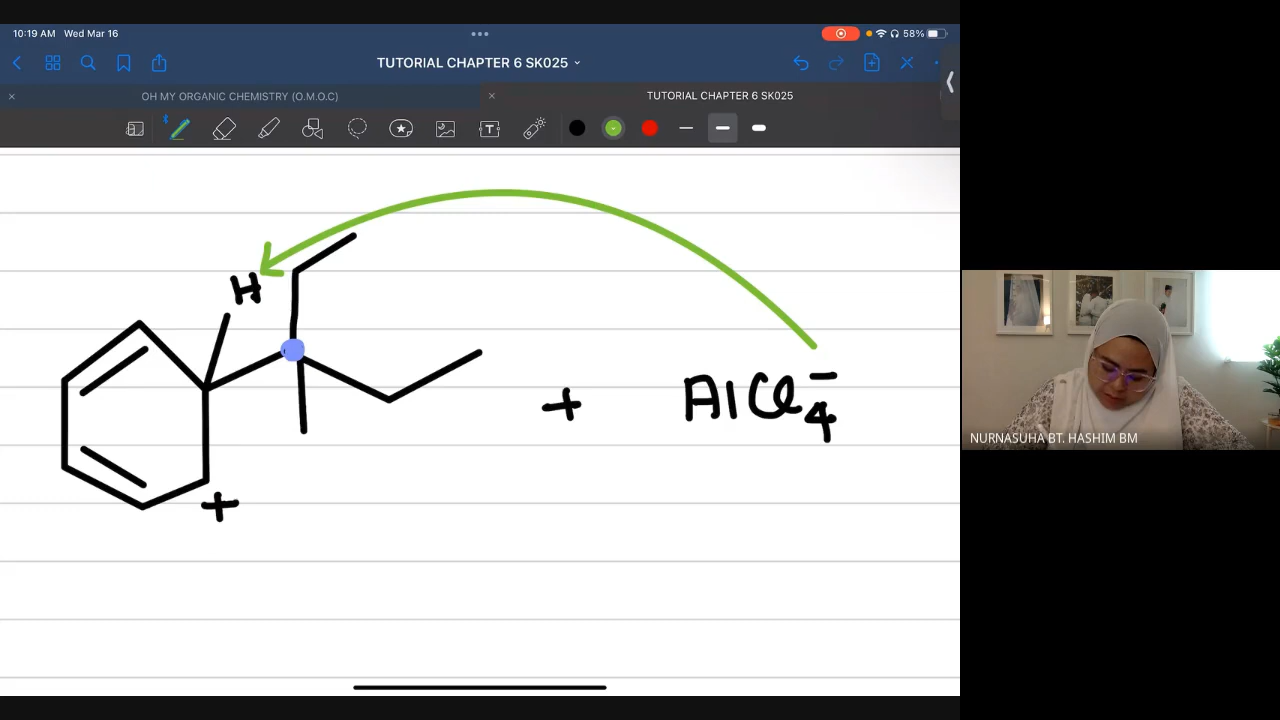 10:19 AM Wed Mar 16
58%
TUTORIAL CHAPTER 6 SK025
OH MY ORGANIC CHEMISTRY (O.M.O.C)
TUTORIAL CHAPTER 6 SK025
H
+ AlCl4−
+
NURNASUHA BT. HASHIM BM